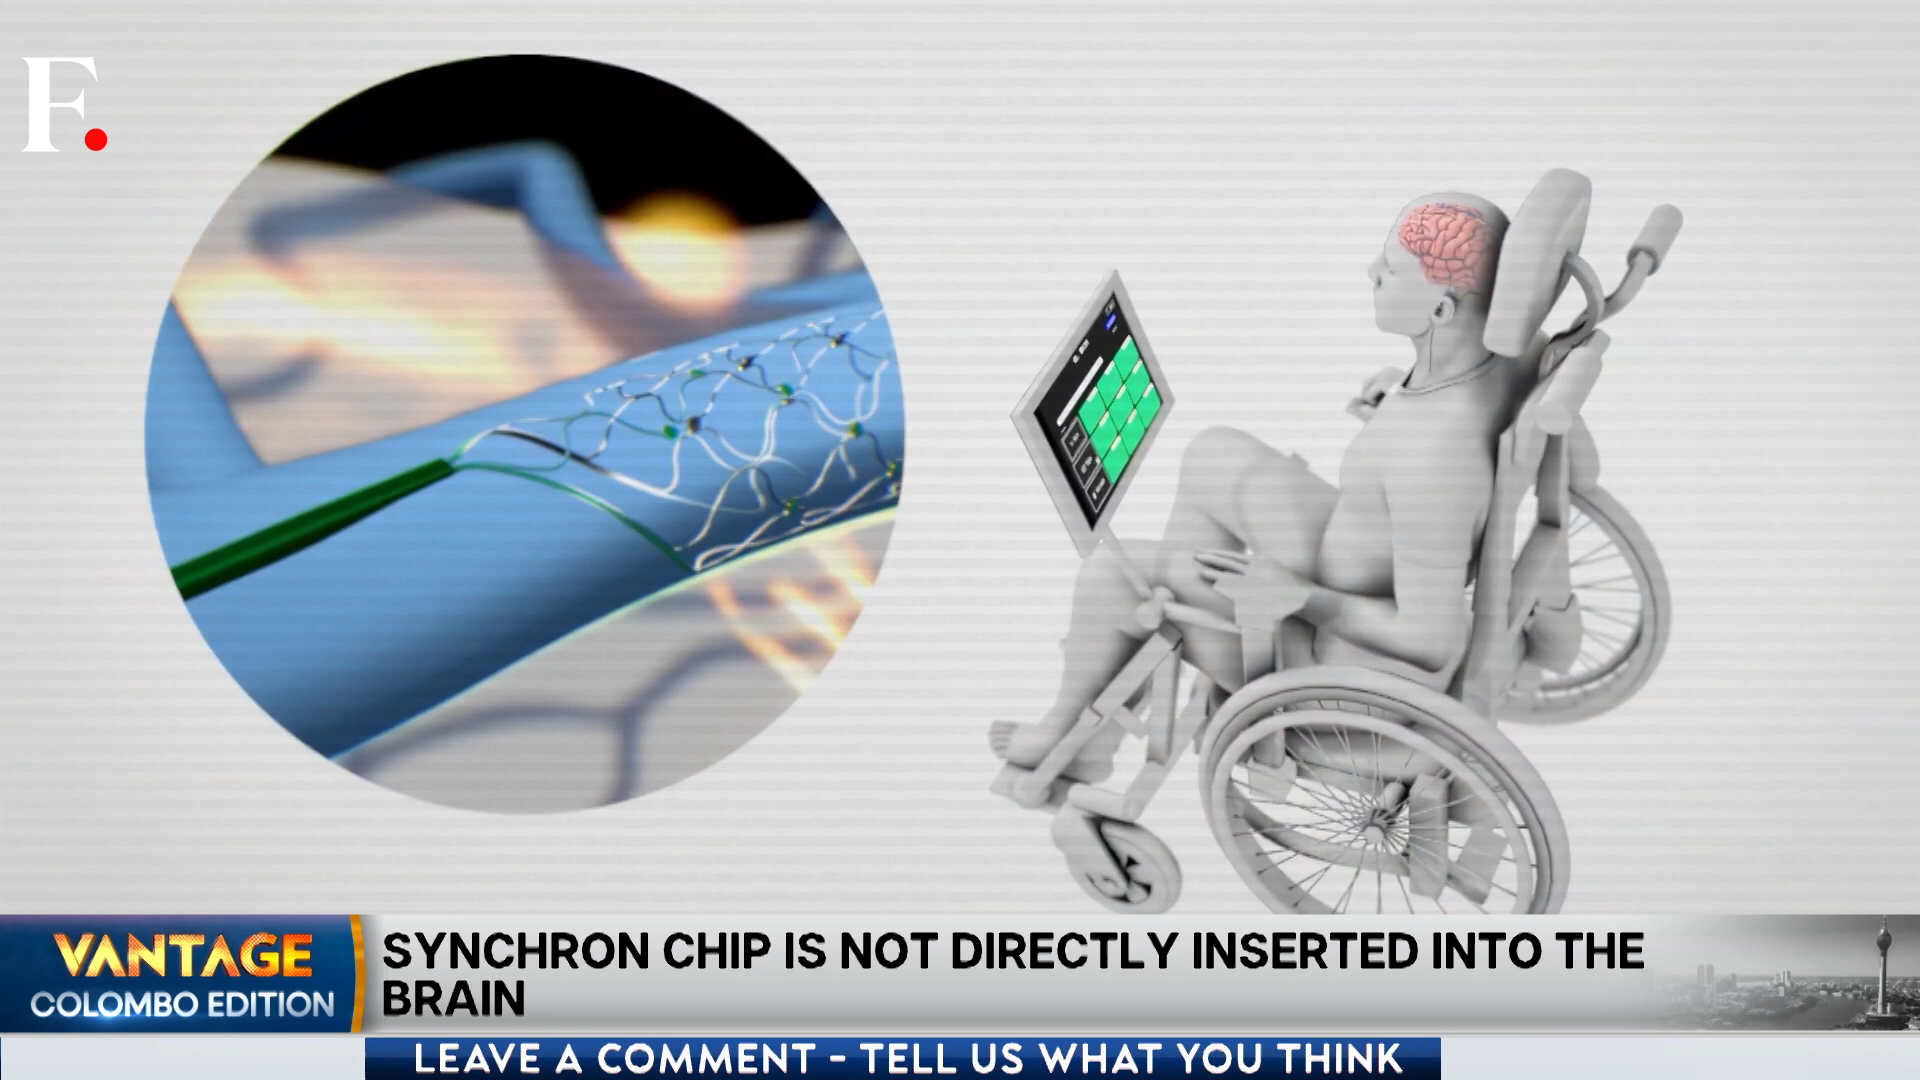 F.
SYNCHRON CHIP IS NOT DIRECTLY INSERTED INTO THE
BRAIN
VANTAGE
COLOMBO EDITION
LEAVE A COMMENT - TELL US WHAT YOU THINK